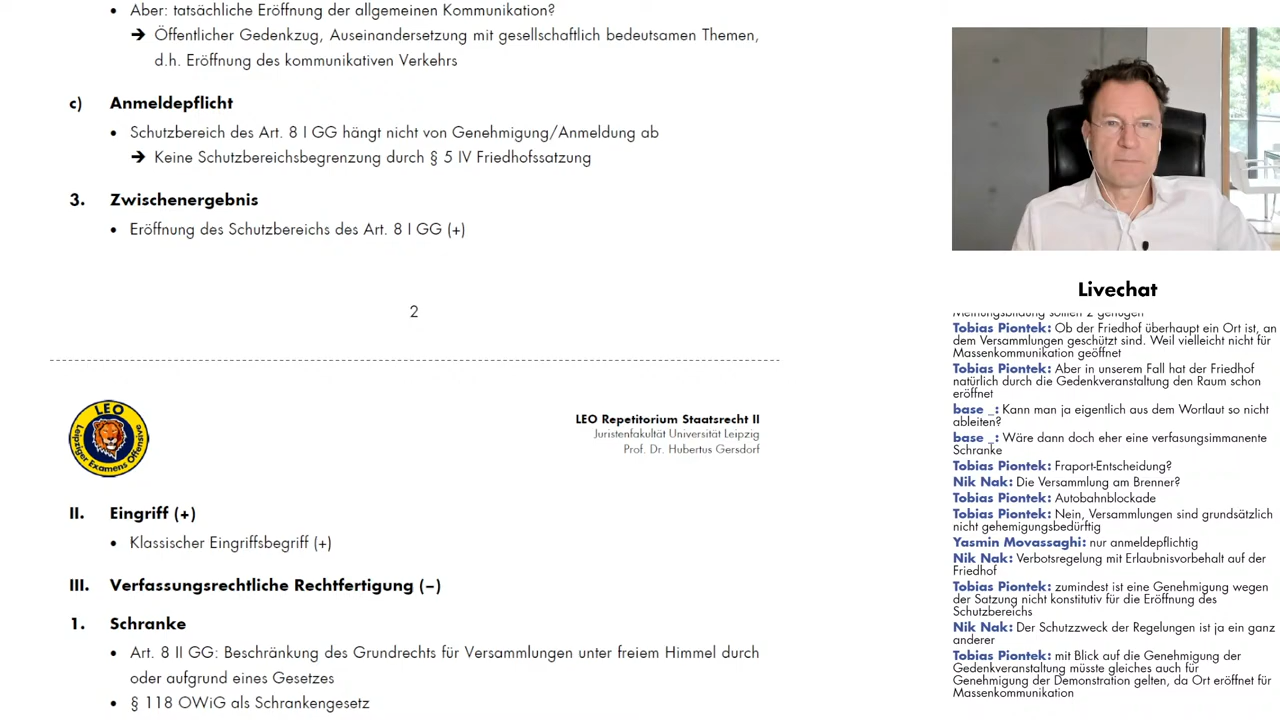 • Aber: tatsächliche Eröffnung der allgemeinen Kommunikation?
➔ Öffentlicher Gedenkzug, Auseinandersetzung mit gesellschaftlich bedeutsamen Themen,
d.h. Eröffnung des kommunikativen Verkehrs
c) Anmeldepflicht
• Schutzbereich des Art. 8 I GG hängt nicht von Genehmigung/Anmeldung ab
➔ Keine Schutzbereichsbegrenzung durch § 5 IV Friedhofssatzung
3. Zwischenergebnis
• Eröffnung des Schutzbereichs des Art. 8 I GG (+)
2
LEO
Leipziger Examens Offensive
LEO Repetitorium Staatsrecht II
Juristenfakultät Universität Leipzig
Prof. Dr. Hubertus Gersdorf
II. Eingriff (+)
• Klassischer Eingriffsbegriff (+)
III. Verfassungsrechtliche Rechtfertigung (–)
1. Schranke
• Art. 8 II GG: Beschränkung des Grundrechts für Versammlungen unter freiem Himmel durch
oder aufgrund eines Gesetzes
• § 118 OWiG als Schrankengesetz
Livechat
Meinungsbildung sollten 2 genügen
Tobias Piontek: Ob der Friedhof überhaupt ein Ort ist, an
dem Versammlungen geschützt sind. Weil vielleicht nicht für
Massenkommunikation geöffnet
Tobias Piontek: Aber in unserem Fall hat der Friedhof
natürlich durch die Gedenkveranstaltung den Raum schon
eröffnet
base _: Kann man ja eigentlich aus dem Wortlaut so nicht
ableiten?
base _: Wäre dann doch eher eine verfasungsimmanente
Schranke
Tobias Piontek: Fraport-Entscheidung?
Nik Nak: Die Versammlung am Brenner?
Tobias Piontek: Autobahnblockade
Tobias Piontek: Nein, Versammlungen sind grundsätzlich
nicht gehemigungsbedürftig
Yasmin Movassaghi: nur anmeldepflichtig
Nik Nak: Verbotsregelung mit Erlaubnisvorbehalt auf der
Friedhof
Tobias Piontek: zumindest ist eine Genehmigung wegen
der Satzung nicht konstitutiv für die Eröffnung des
Schutzbereichs
Nik Nak: Der Schutzzweck der Regelungen ist ja ein ganz
anderer
Tobias Piontek: mit Blick auf die Genehmigung der
Gedenkveranstaltung müsste gleiches auch für
Genehmigung der Demonstration gelten, da Ort eröffnet für
Massenkommunikation